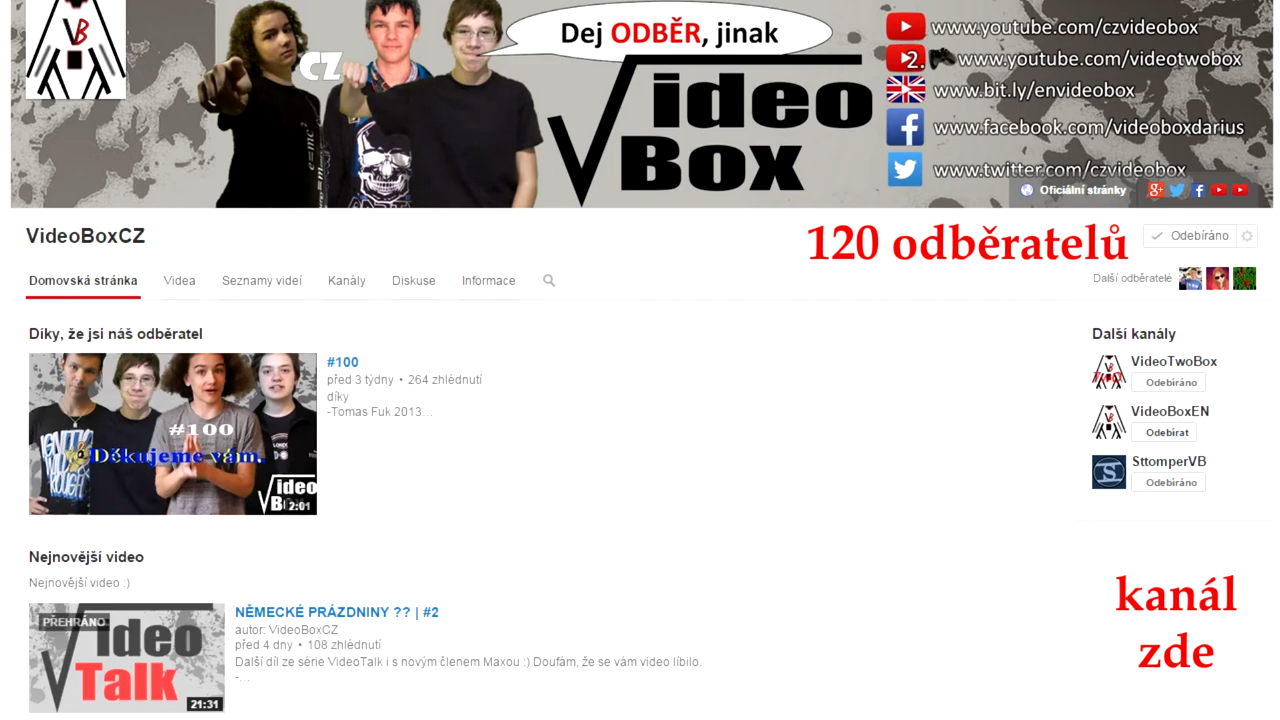 VB
CZ
Dej ODBĚR, jinak
Video
Box
e=mc²
www.youtube.com/czvideobox
2. www.youtube.com/videotwobox
www.bit.ly/envideobox
www.facebook.com/videoboxdarius
www.twitter.com/czvideobox
Oficiální stránky
VideoBoxCZ
120 odběratelů
Odebíráno
Domovská stránka Videa Seznamy videí Kanály Diskuse Informace
Další odběratelé
Díky, že jsi náš odběratel
#100
před 3 týdny • 264 zhlédnutí
díky
-Tomas Fuk 2013...
#100
Děkujeme vám.
ideo
2:01
Další kanály
VideoTwoBox
Odebíráno
VideoBoxEN
Odebírat
SttomperVB
Odebíráno
Nejnovější video
Nejnovější video :)
PŘEHRÁNO
Video
Talk
21:31
NĚMECKÉ PRÁZDNINY ?? | #2
autor: VideoBoxCZ
před 4 dny • 108 zhlédnutí
Další díl ze série VideoTalk i s novým členem Maxou :) Doufám, že se vám video líbilo.
-...
kanál
zde